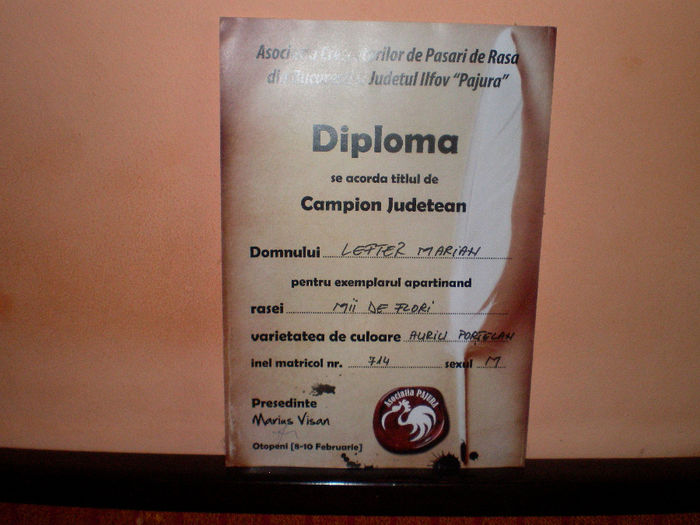 Asociatia Crescatorilor de Pasari de Rasa
din Bucuresti Judetul Ilfov "Pajura"
Diploma
se acorda titlul de
Campion Judetean
Domnului LEFTER MARIAN
pentru exemplarul apartinand
rasei MII DE FLORI
varietatea de culoare AURIU PORTELAN
inel matricol nr. 714 sexul M
Presedinte
Marius Visan
Otopeni [8-10 Februarie]
Asociatia PAJURA